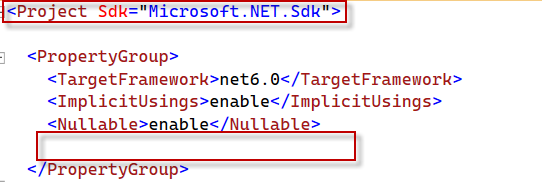 <Project Sdk="Microsoft.NET.Sdk">
<PropertyGroup>
<TargetFramework>net6.0</TargetFramework>
<ImplicitUsings>enable</ImplicitUsings>
<Nullable>enable</Nullable>
</PropertyGroup>